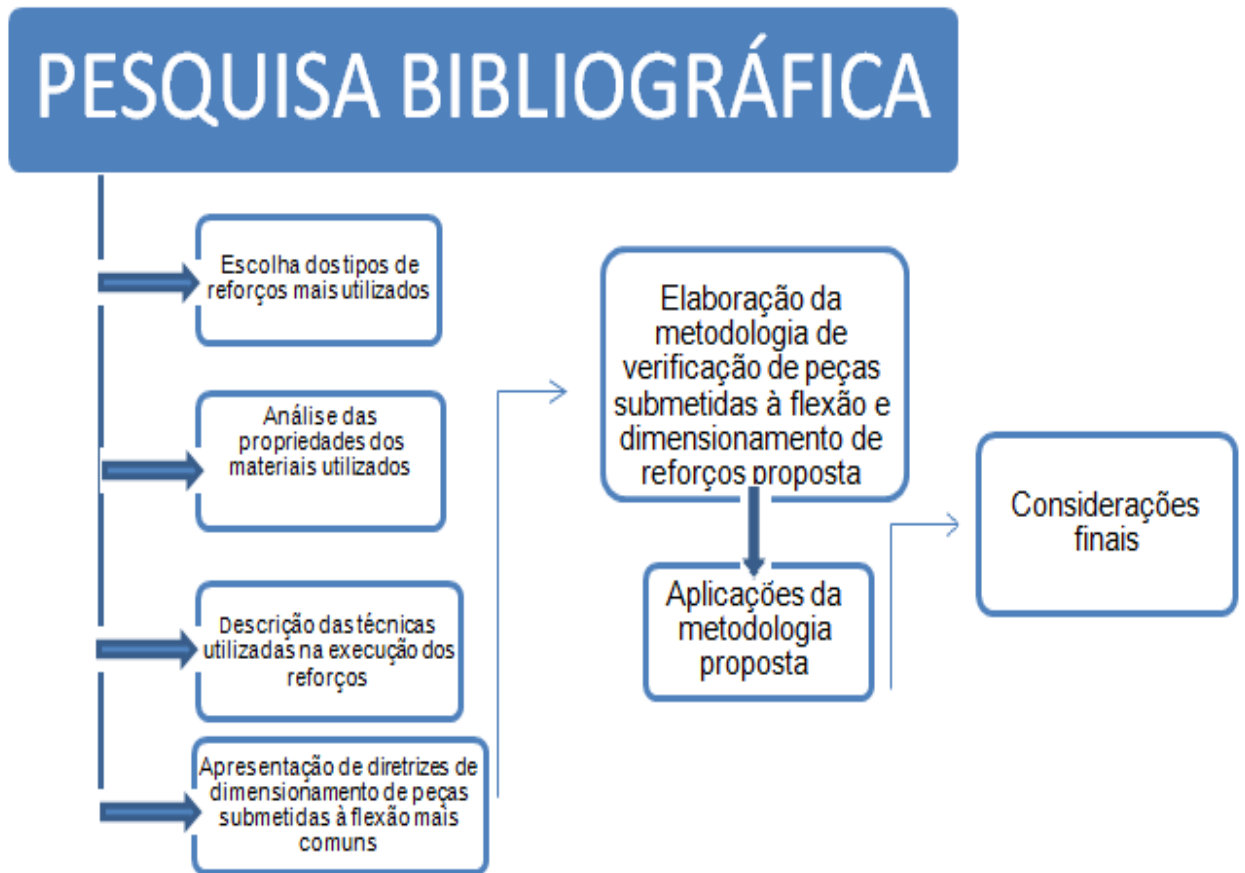 PESQUISA BIBLIOGRÁFICA
Escolha dos tipos de
reforços mais utilizados
Análise das
propriedades dos
materiais utilizados
Descrição das técnicas
utilizadas na execução dos
reforços
Apresentação de diretrizes de
dimensionamento de peças
submetidas à flexão mais
comuns
Elaboração da
metodologia de
verificação de peças
submetidas à flexão e
dimensionamento de
reforços proposta
Aplicações da
metodologia
proposta
Considerações
finais